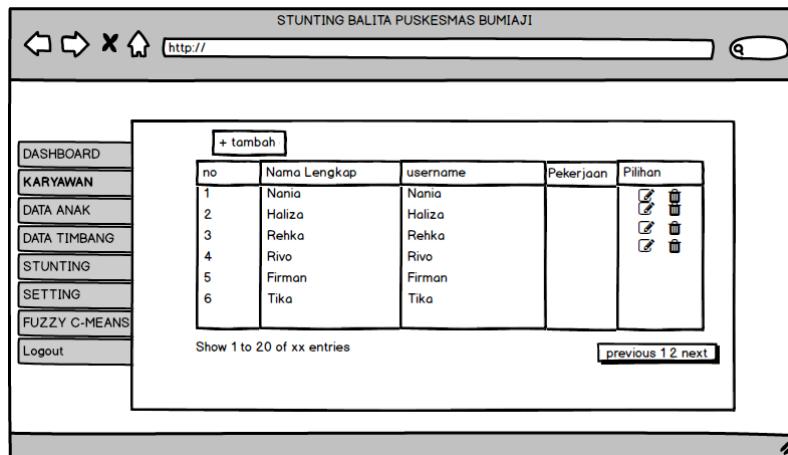 STUNTING BALITA PUSKESMAS BUMIAJI
http://
+ tambah
DASHBOARD
KARYAWAN
DATA ANAK
DATA TIMBANG
STUNTING
SETTING
FUZZY C-MEANS
Logout
no Nama Lengkap username Pekerjaan Pilihan
1 Nania Nania
2 Haliza Haliza
3 Rehka Rehka
4 Rivo Rivo
5 Firman Firman
6 Tika Tika
Show 1 to 20 of xx entries
previous 1 2 next